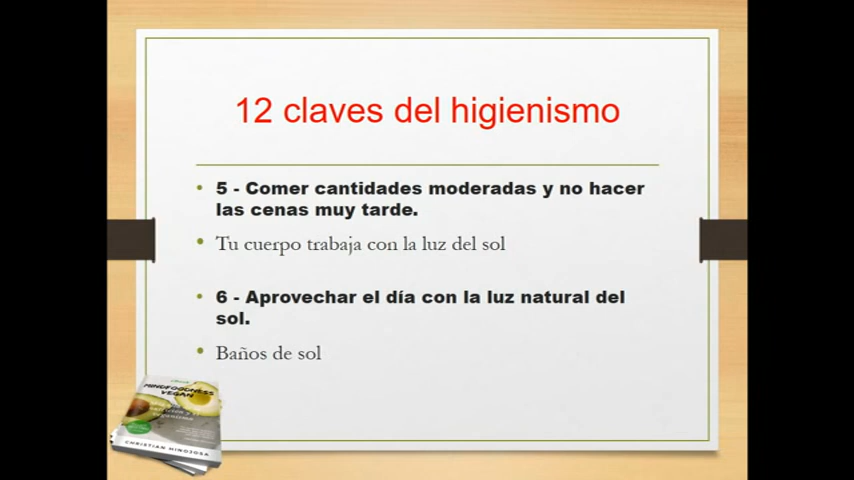 12 claves del higienismo
5 - Comer cantidades moderadas y no hacer
las cenas muy tarde.
Tu cuerpo trabaja con la luz del sol
6 - Aprovechar el día con la luz natural del
sol.
Baños de sol
MINDFOODNESS
VEGAN
CHRISTIAN HINOJOSA